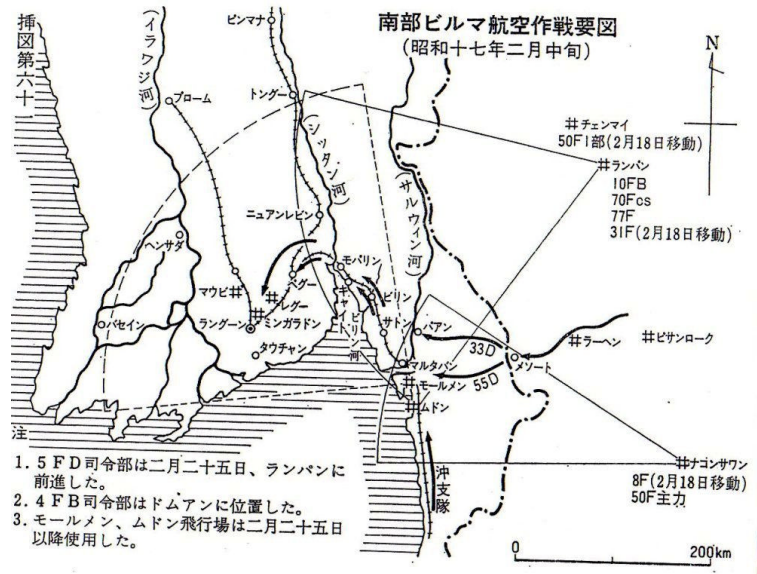 南部ビルマ航空作戦要図
(昭和十七年二月中旬)
挿図第六十一
N
(イラワジ河)
ピンマナ
プローム
トングー
(シッタン河)
(サルウィン河)
チェンマイ
50FI部(2月18日移動)
ランパン
10FB
70Fcs
77F
31F(2月18日移動)
ニュアンレビン
ヘンサダ
モパリン
ペグー
マウビ
レグー
ビリン
キャイト
ビリン河
バセイン
ラングーン
ミンガラドン
サトン
パアン
33D
ラーヘン
ピサンローク
タウチャン
マルタバン
メソート
モールメン
55D
ムドン
沖支隊
ナゴンサワン
8F(2月18日移動)
50F主力
注
1. 5FD司令部は二月二十五日、ランパンに
前進した。
2. 4FB司令部はドムアンに位置した。
3. モールメン、ムドン飛行場は二月二十五日
以降使用した。
0
200km